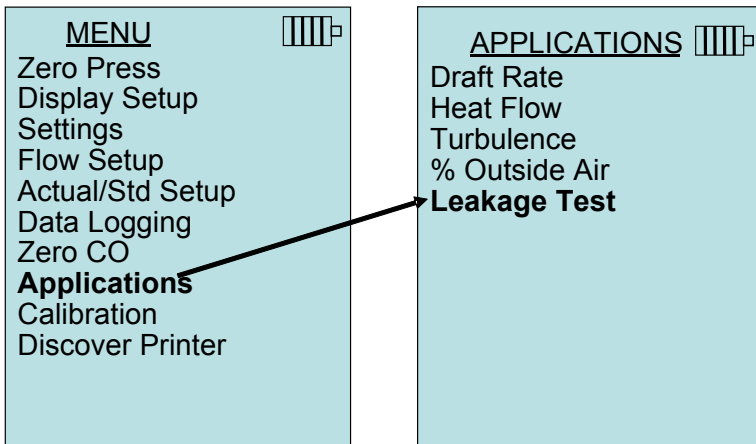 MENU
Zero Press
Display Setup
Settings
Flow Setup
Actual/Std Setup
Data Logging
Zero CO
Applications
Calibration
Discover Printer
APPLICATIONS
Draft Rate
Heat Flow
Turbulence
% Outside Air
Leakage Test